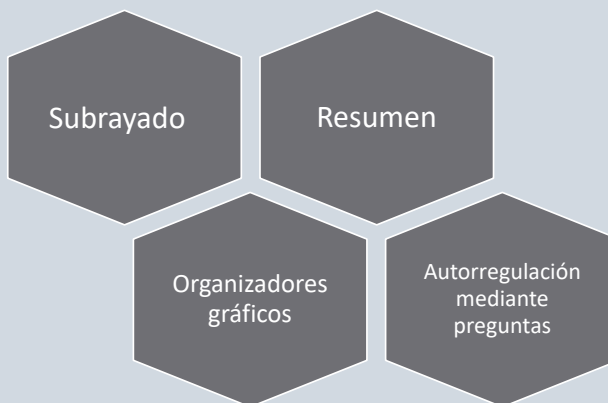 Subrayado
Resumen
Organizadores
gráficos
Autorregulación
mediante
preguntas